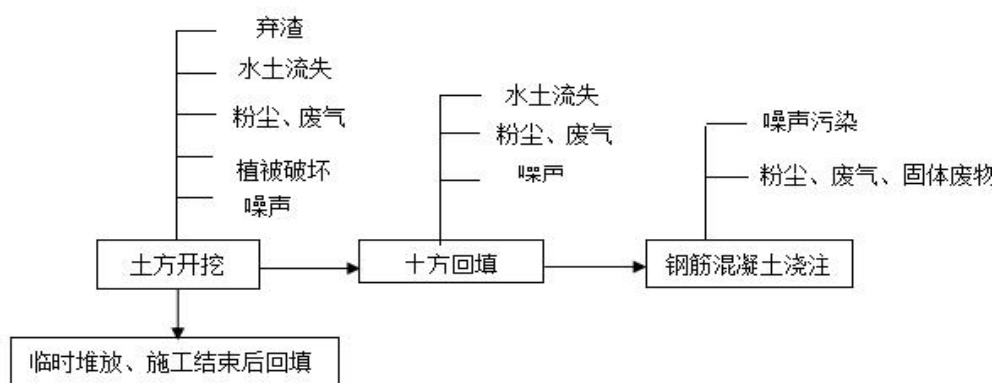 弃渣
水土流失
粉尘、废气
植被破坏
噪声
水土流失
粉尘、废气
噪声
噪声污染
粉尘、废气、固体废物
土方开挖
十方回填
钢筋混凝土浇注
临时堆放、施工结束后回填